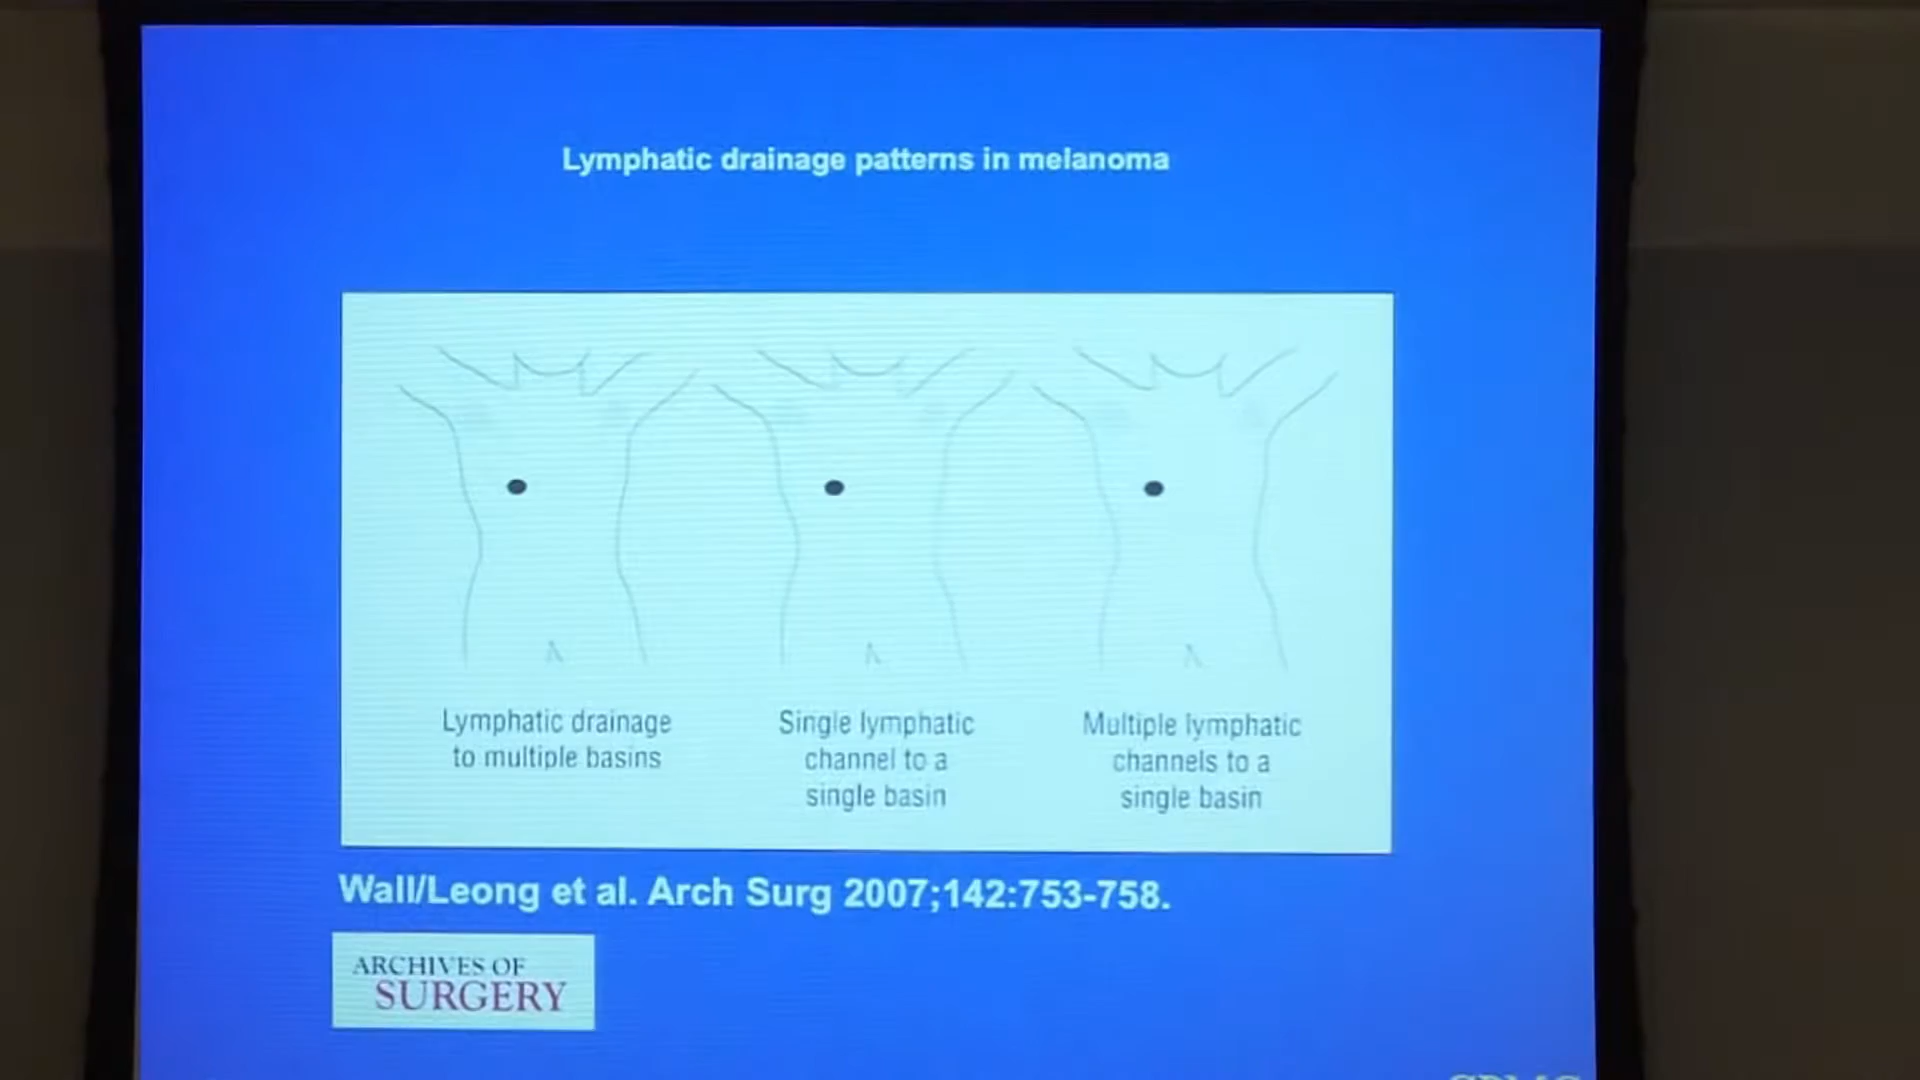 Lymphatic drainage patterns in melanoma
Lymphatic drainage
to multiple basins
Single lymphatic
channel to a
single basin
Multiple lymphatic
channels to a
single basin
Wall/Leong et al. Arch Surg 2007;142:753-758.
ARCHIVES OF
SURGERY